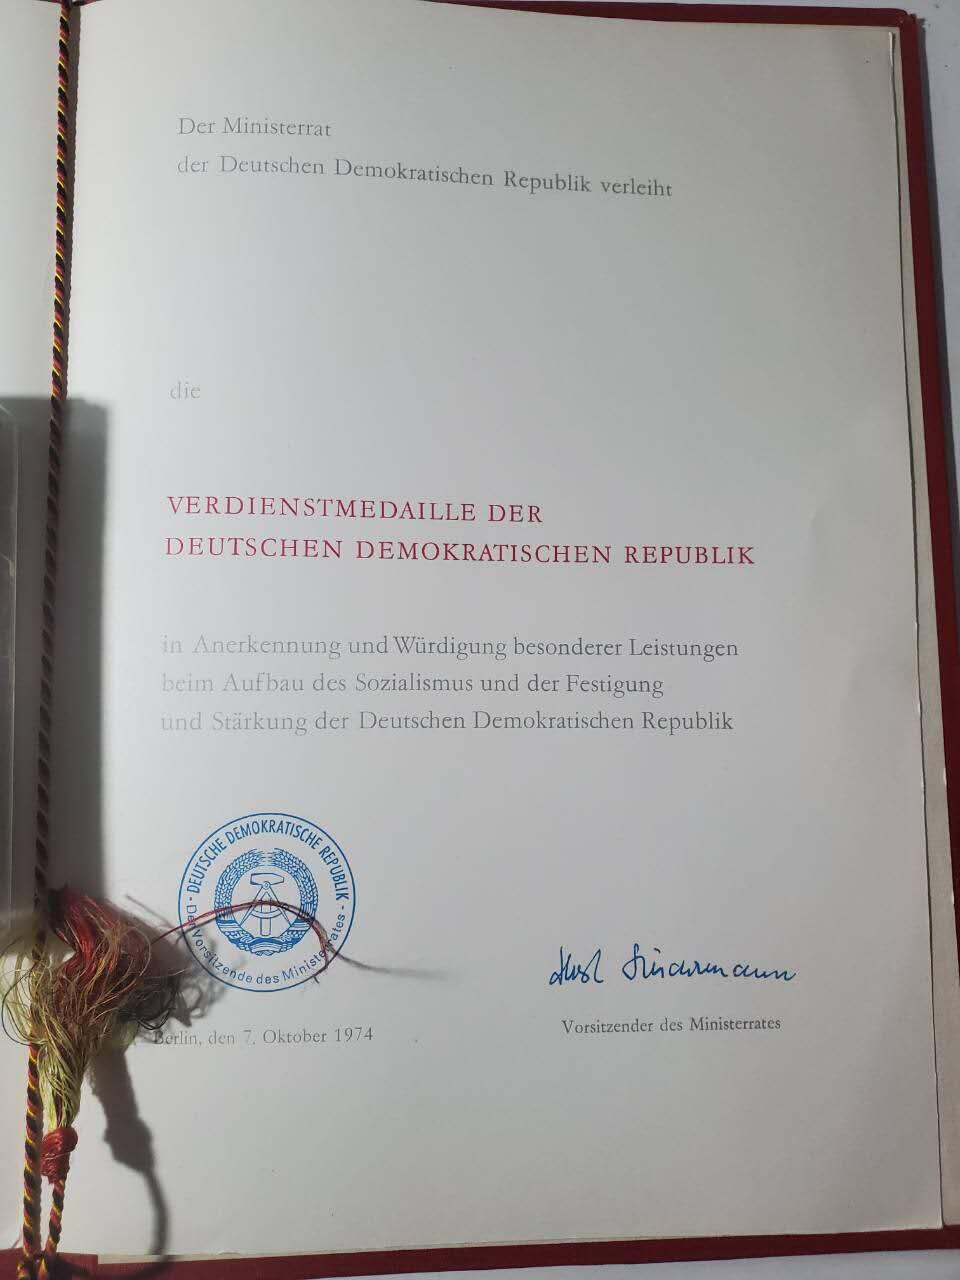 Der Ministerrat
der Deutschen Demokratischen Republik verleiht
die
VERDIENSTMEDAILLE DER
DEUTSCHEN DEMOKRATISCHEN REPUBLIK
in Anerkennung und Würdigung besonderer Leistungen
beim Aufbau des Sozialismus und der Festigung
und Stärkung der Deutschen Demokratischen Republik
- DEUTSCHE DEMOKRATISCHE REPUBLIK -
Der Vorsitzende des Ministerrates
Horst Sindermann
Berlin, den 7. Oktober 1974
Vorsitzender des Ministerrates